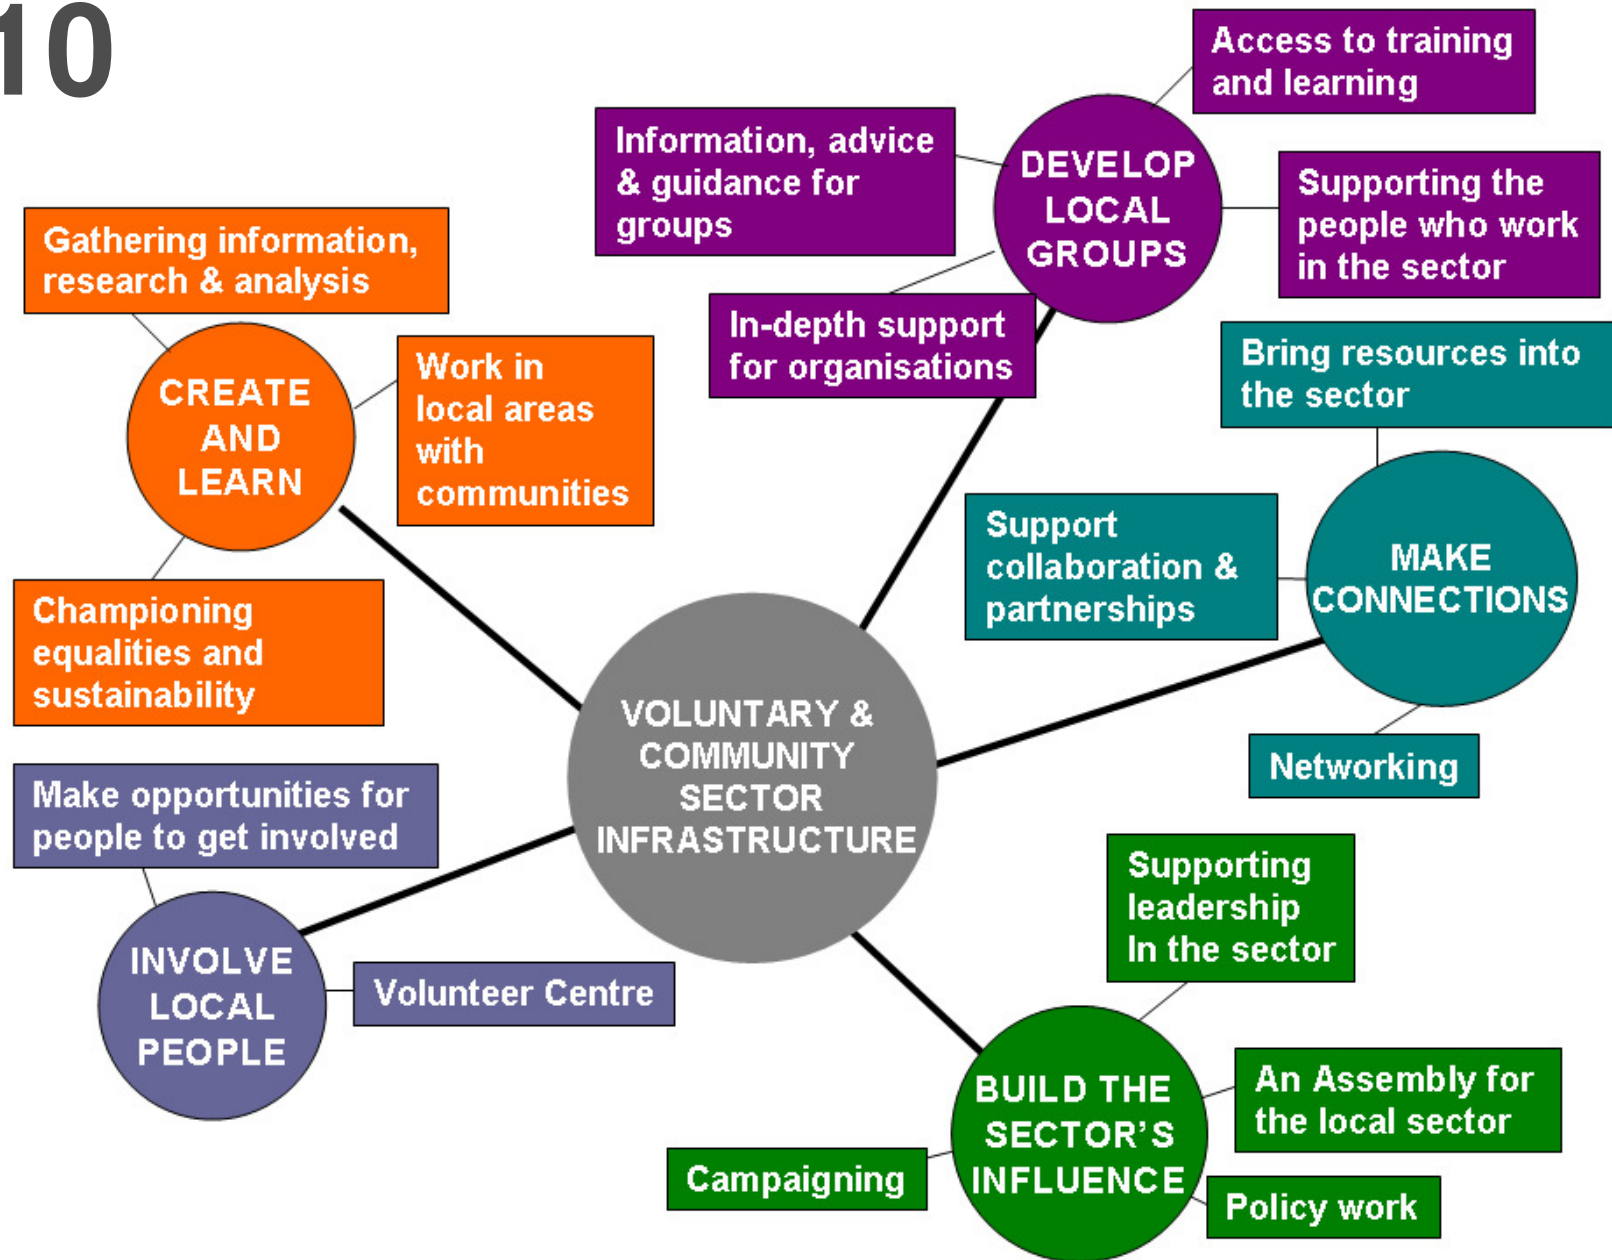 10
Access to training
and learning
Information, advice
& guidance for
groups
DEVELOP
LOCAL
GROUPS
Supporting the
people who work
in the sector
In-depth support
for organisations
Gathering information,
research & analysis
CREATE
AND
LEARN
Work in
local areas
with
communities
Championing
equalities and
sustainability
Bring resources into
the sector
Support
collaboration &
partnerships
MAKE
CONNECTIONS
Networking
VOLUNTARY &
COMMUNITY
SECTOR
INFRASTRUCTURE
Make opportunities for
people to get involved
INVOLVE
LOCAL
PEOPLE
Volunteer Centre
Supporting
leadership
In the sector
BUILD THE
SECTOR’S
INFLUENCE
An Assembly for
the local sector
Campaigning
Policy work